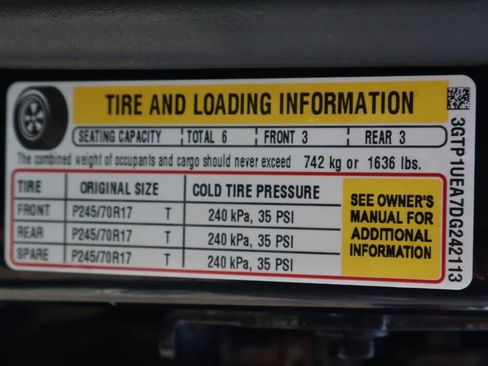 TIRE AND LOADING INFORMATION
SEATING CAPACITY TOTAL 6 FRONT 3 REAR 3
The combined weight of occupants and cargo should never exceed 742 kg or 1636 lbs.
TIRE ORIGINAL SIZE COLD TIRE PRESSURE
FRONT P245/70R17 T 240 kPa, 35 PSI
REAR P245/70R17 T 240 kPa, 35 PSI
SPARE P245/70R17 T 240 kPa, 35 PSI
SEE OWNER'S
MANUAL FOR
ADDITIONAL
INFORMATION
3GTP1UEA7DG242113